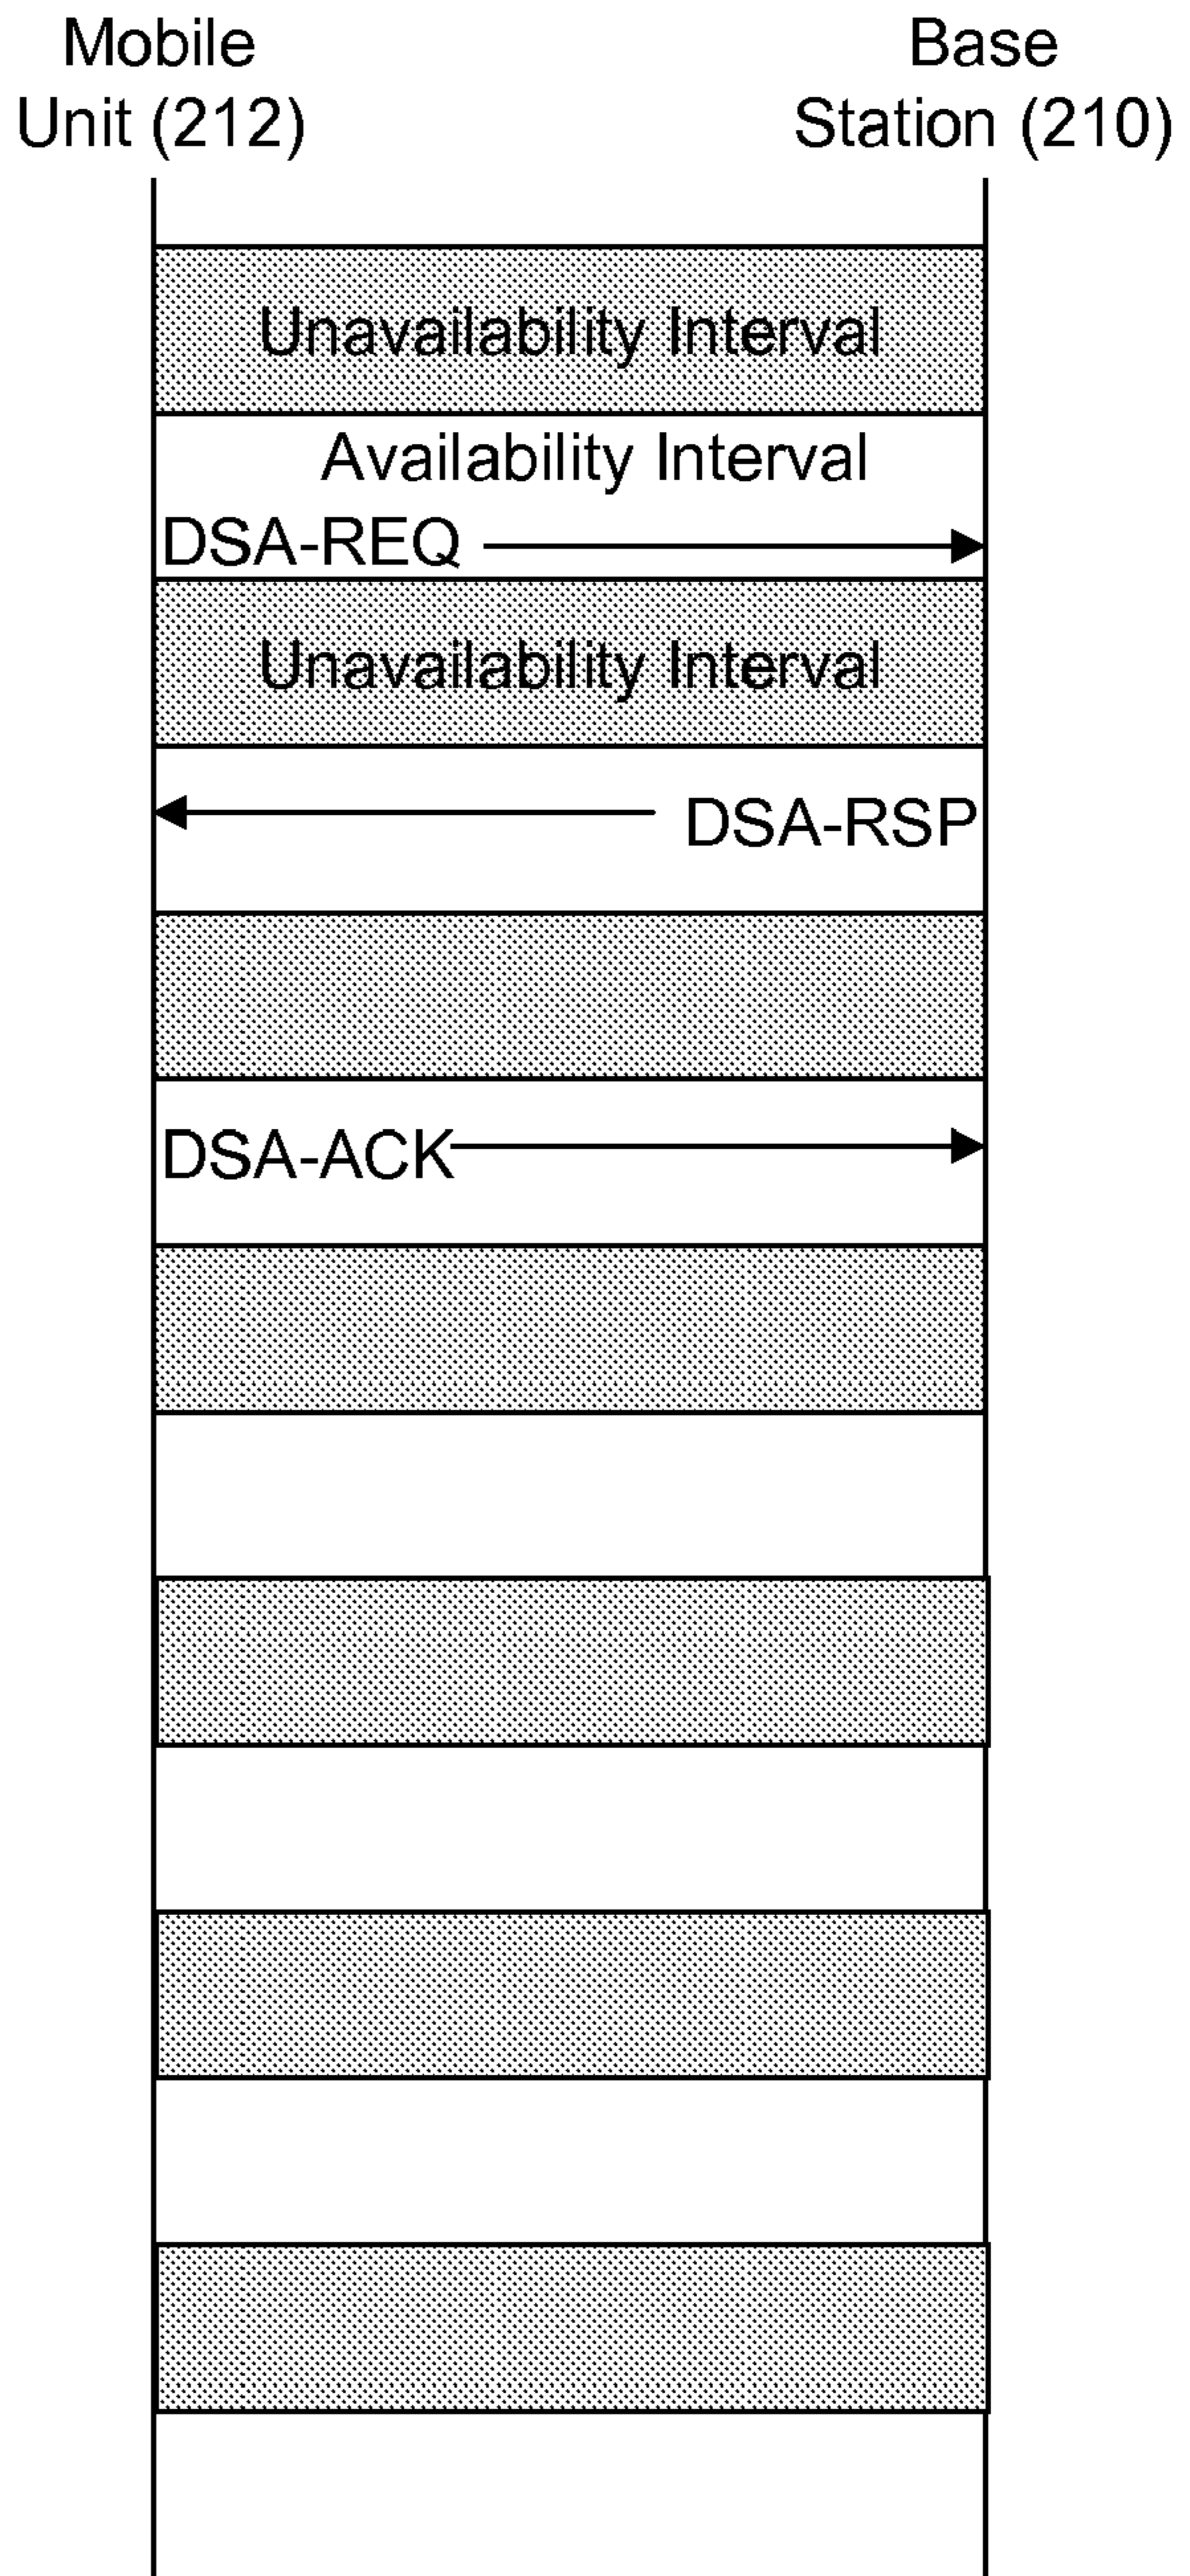 Mobile
Unit (212)
Base
Station (210)
Unavailability Interval
Availability Interval
DSA-REQ
Unavailability Interval
DSA-RSP
DSA-ACK